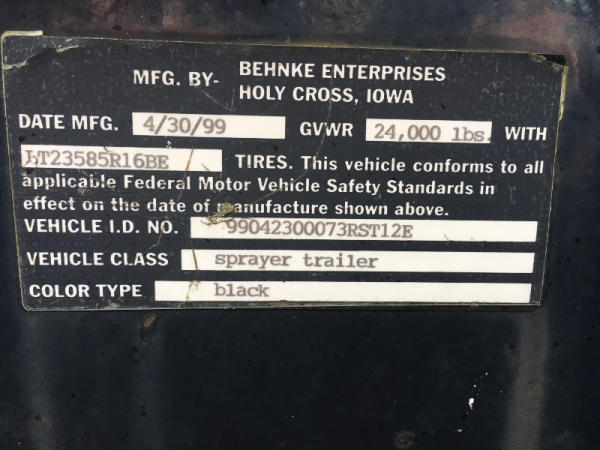 MFG. BY- BEHNKE ENTERPRISES
HOLY CROSS, IOWA
DATE MFG. 4/30/99 GVWR 24,000 lbs. WITH
LT23585R16BE TIRES. This vehicle conforms to all
applicable Federal Motor Vehicle Safety Standards in
effect on the date of manufacture shown above.
VEHICLE I.D. NO. 99042300073RST12E
VEHICLE CLASS sprayer trailer
COLOR TYPE black